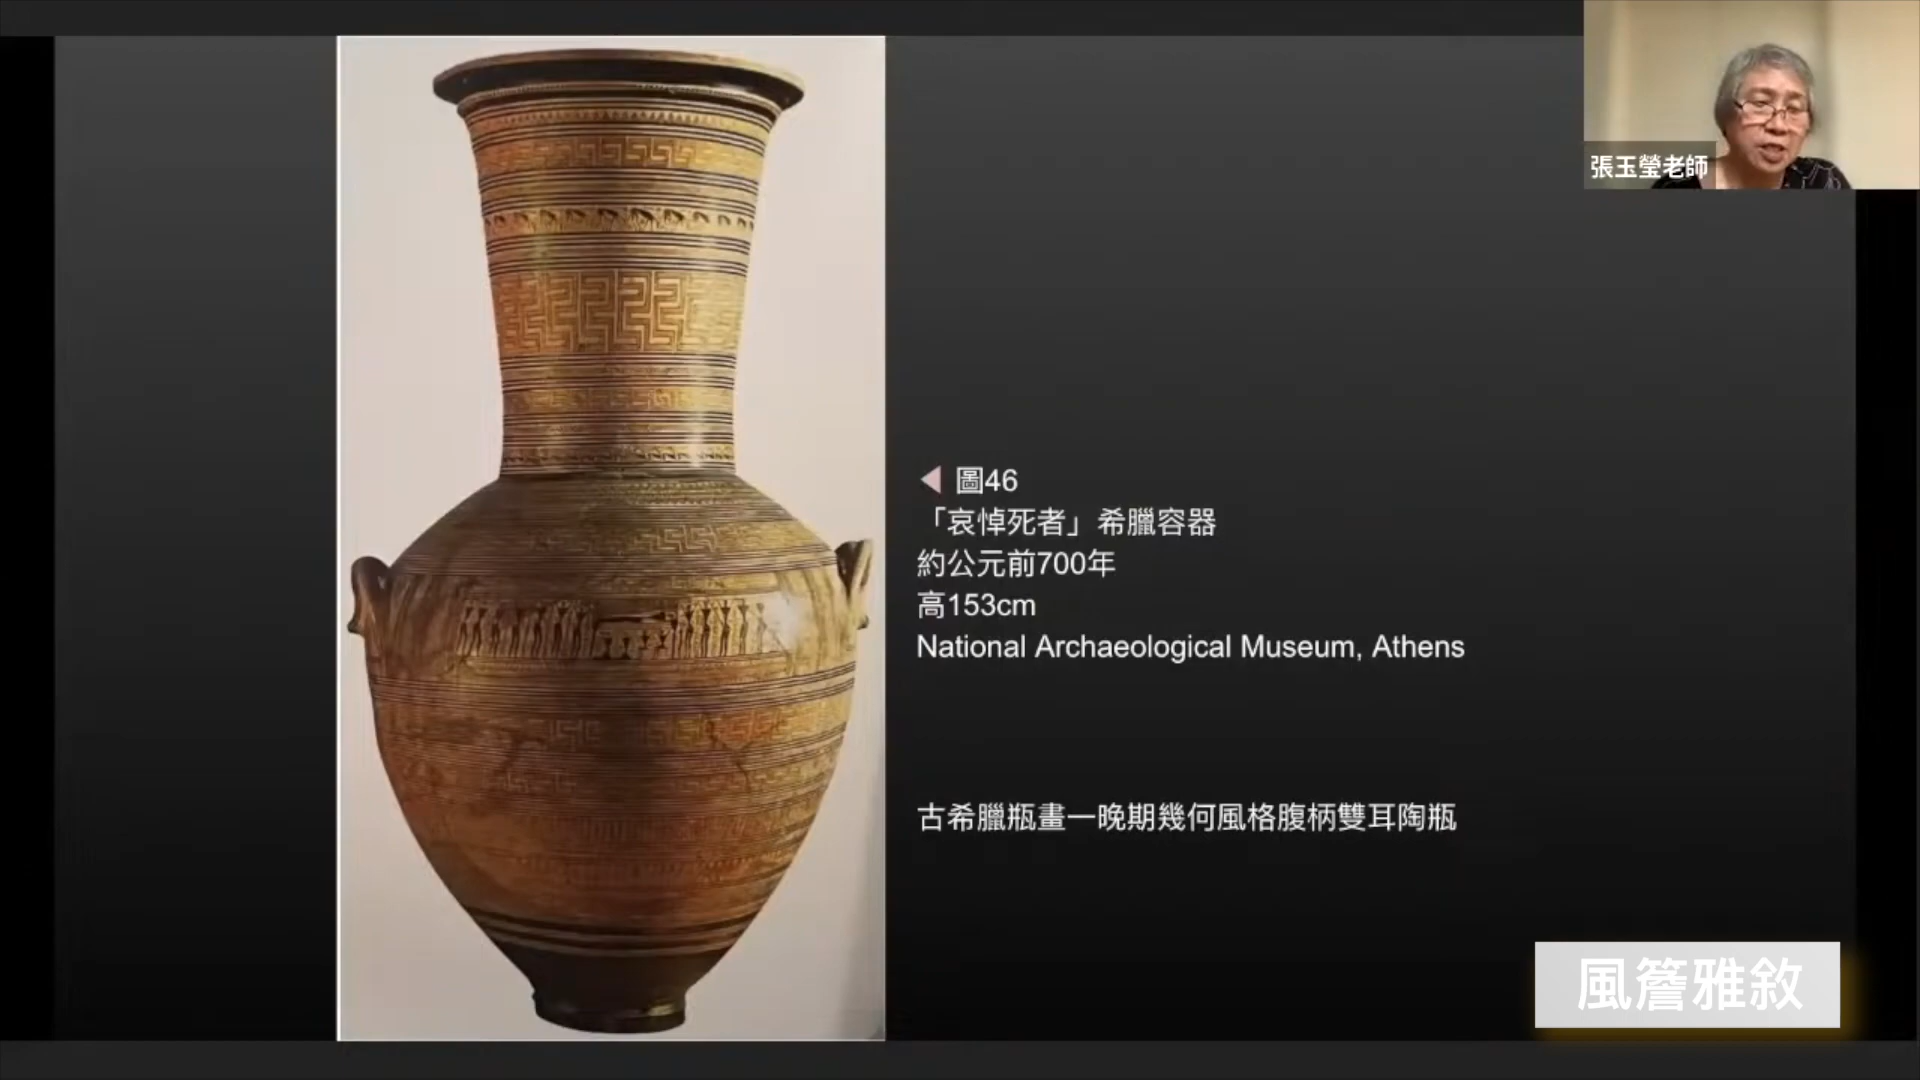 張玉瑩老師
圖46
「哀悼死者」希臘容器
約公元前700年
高153cm
National Archaeological Museum, Athens
古希臘瓶畫—晚期幾何風格腹柄雙耳陶瓶
風簷雅敘